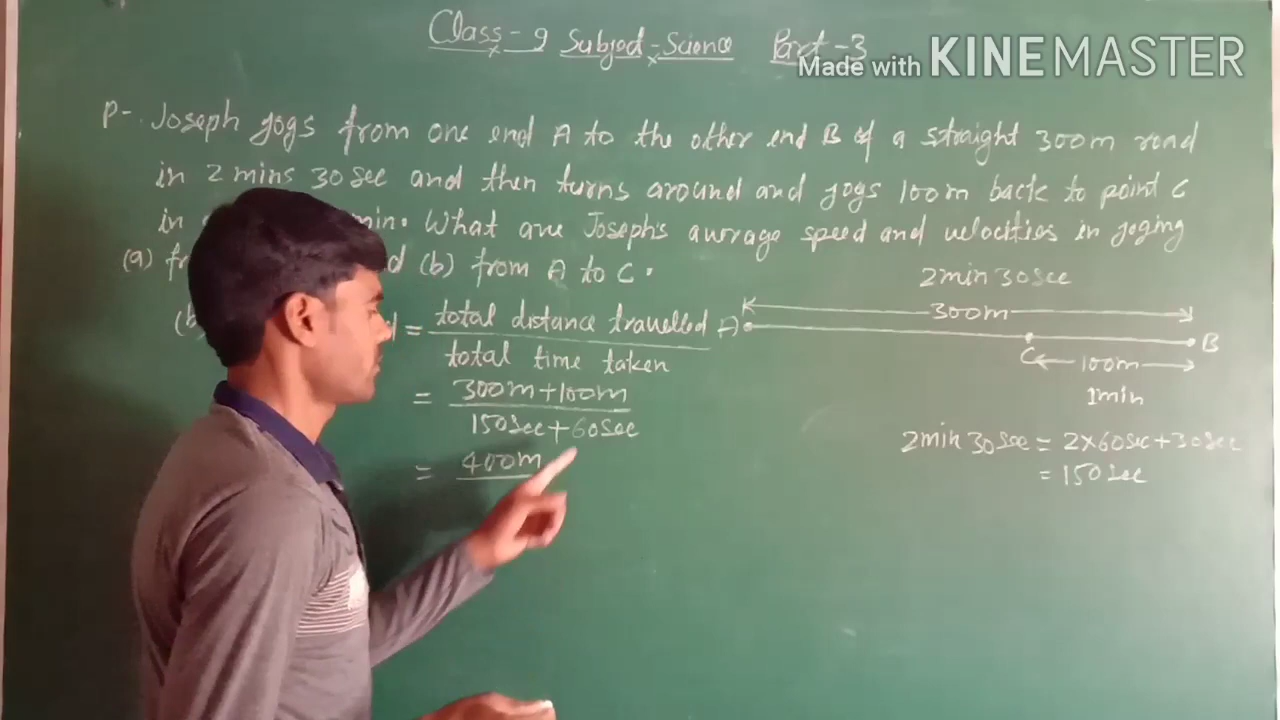 Class-9 Subject-Science Part-3
Made with KINEMASTER
P- Joseph jogs from one end A to the other end B of a straight 300m road
in 2 mins 30 sec and then turns around and jogs 100m back to point C
in min. What are Joseph's average speed and velocities in joging
(a) (b) from A to C.
2min 30sec
300m
A B
C 100m
1min
= total distance travelled
total time taken
= 300m+100m
150sec+60sec
= 400m
2min 30sec = 2×60sec+30sec
= 150sec